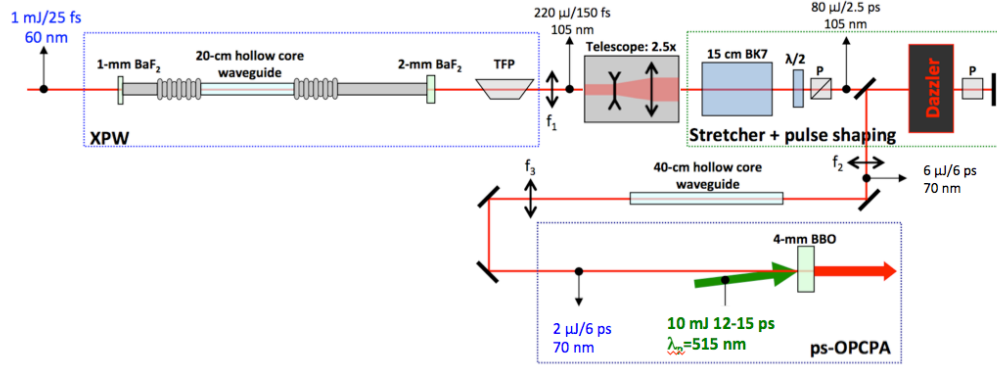 1 mJ/25 fs
60 nm
220 µJ/150 fs
105 nm
80 µJ/2.5 ps
105 nm
1-mm BaF2
20-cm hollow core
waveguide
2-mm BaF2
TFP
f1
XPW
Telescope: 2.5x
15 cm BK7
λ/2
P
Dazzler
P
Stretcher + pulse shaping
f2
6 µJ/6 ps
70 nm
f3
40-cm hollow core
waveguide
4-mm BBO
2 µJ/6 ps
70 nm
10 mJ 12-15 ps
λp=515 nm
ps-OPCPA